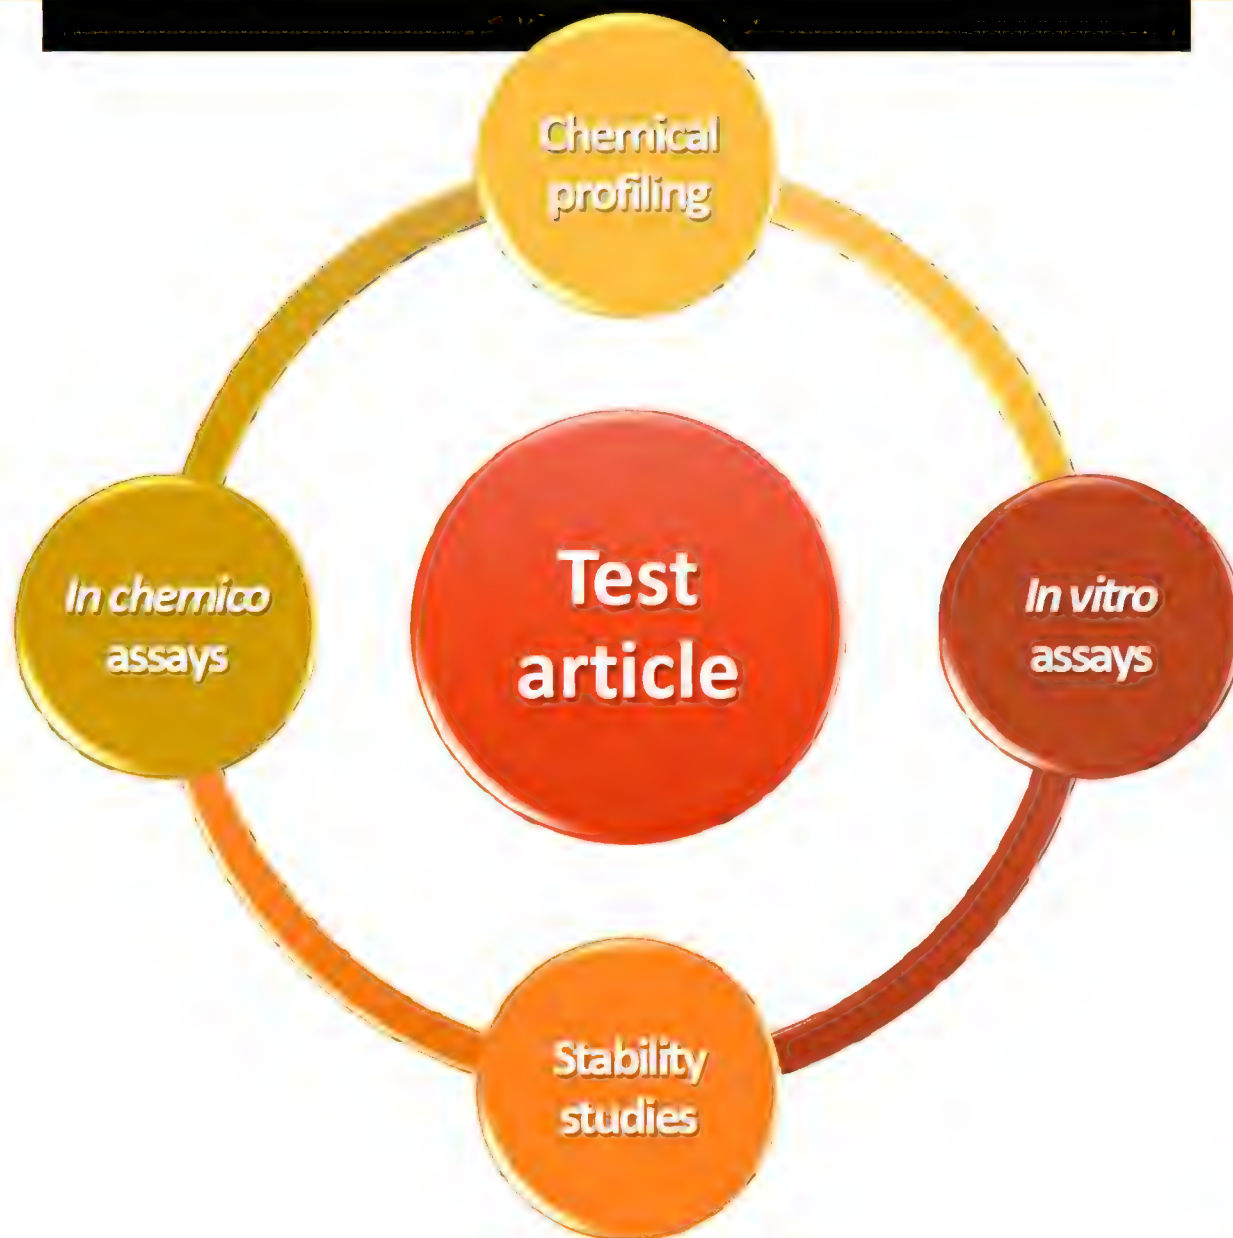 Chemical
profiling
In chemico
assays
Test
article
In vitro
assays
Stability
studies